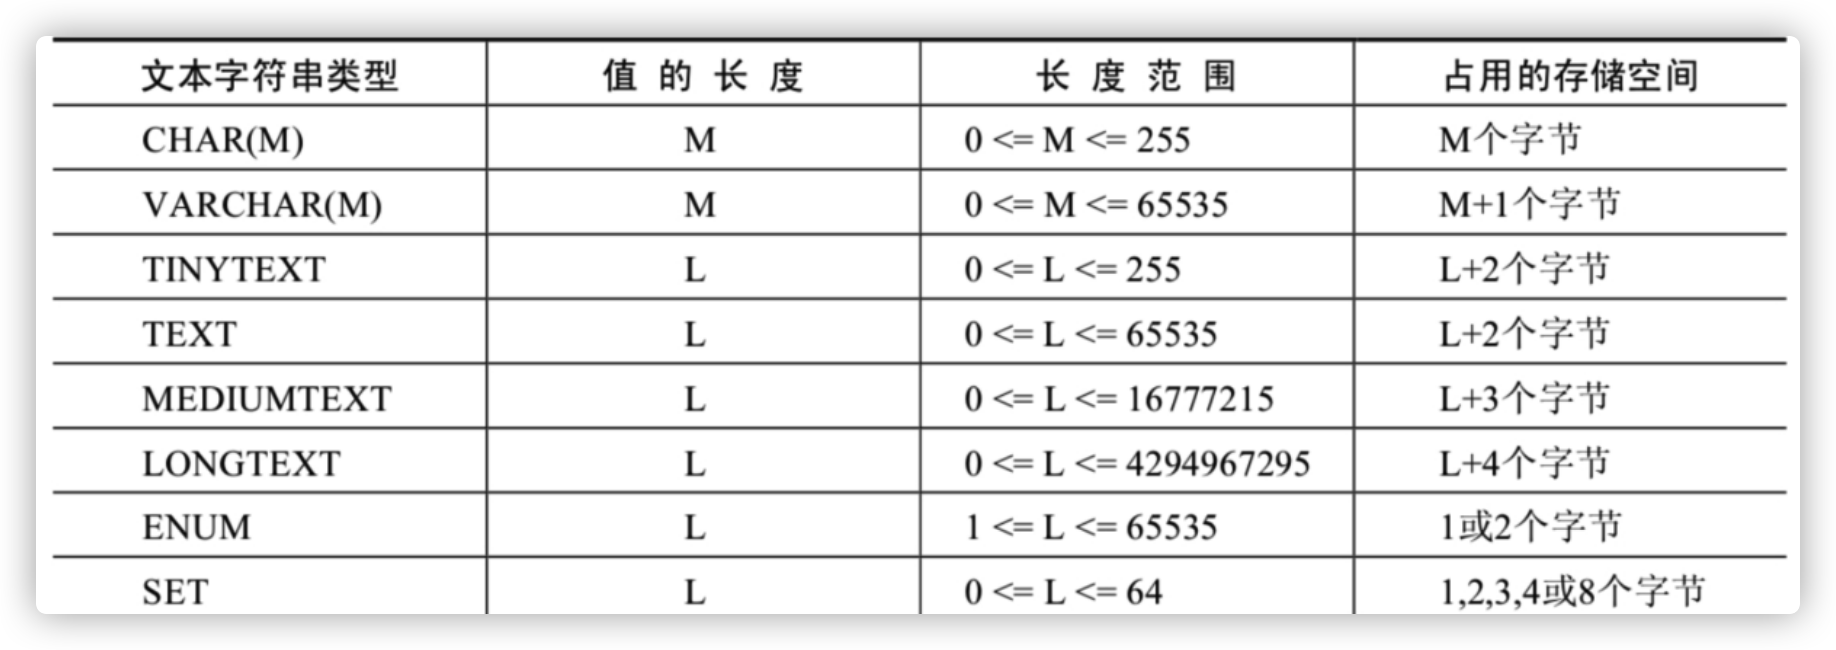 文本字符串类型 值的长度 长度范围 占用的存储空间
CHAR(M) M 0 <= M <= 255 M个字节
VARCHAR(M) M 0 <= M <= 65535 M+1个字节
TINYTEXT L 0 <= L <= 255 L+2个字节
TEXT L 0 <= L <= 65535 L+2个字节
MEDIUMTEXT L 0 <= L <= 16777215 L+3个字节
LONGTEXT L 0 <= L <= 4294967295 L+4个字节
ENUM L 1 <= L <= 65535 1或2个字节
SET L 0 <= L <= 64 1,2,3,4或8个字节